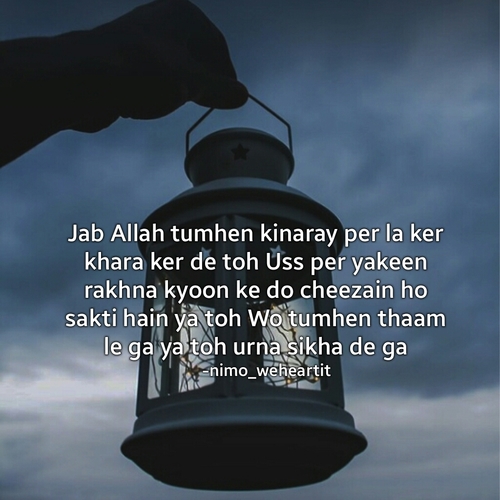 Jab Allah tumhen kinaray per la ker
khara ker de toh Uss per yakeen
rakhna kyoon ke do cheezain ho
sakti hain ya toh Wo tumhen thaam
le ga ya toh urna sikha de ga
-nimo_weheartit